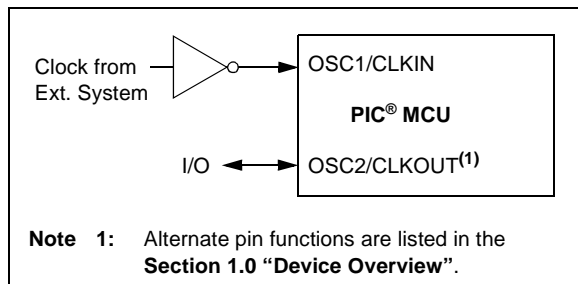 Clock from
Ext. System
OSC1/CLKIN
PIC® MCU
I/O
OSC2/CLKOUT(1)
Note 1: Alternate pin functions are listed in the
Section 1.0 “Device Overview”.